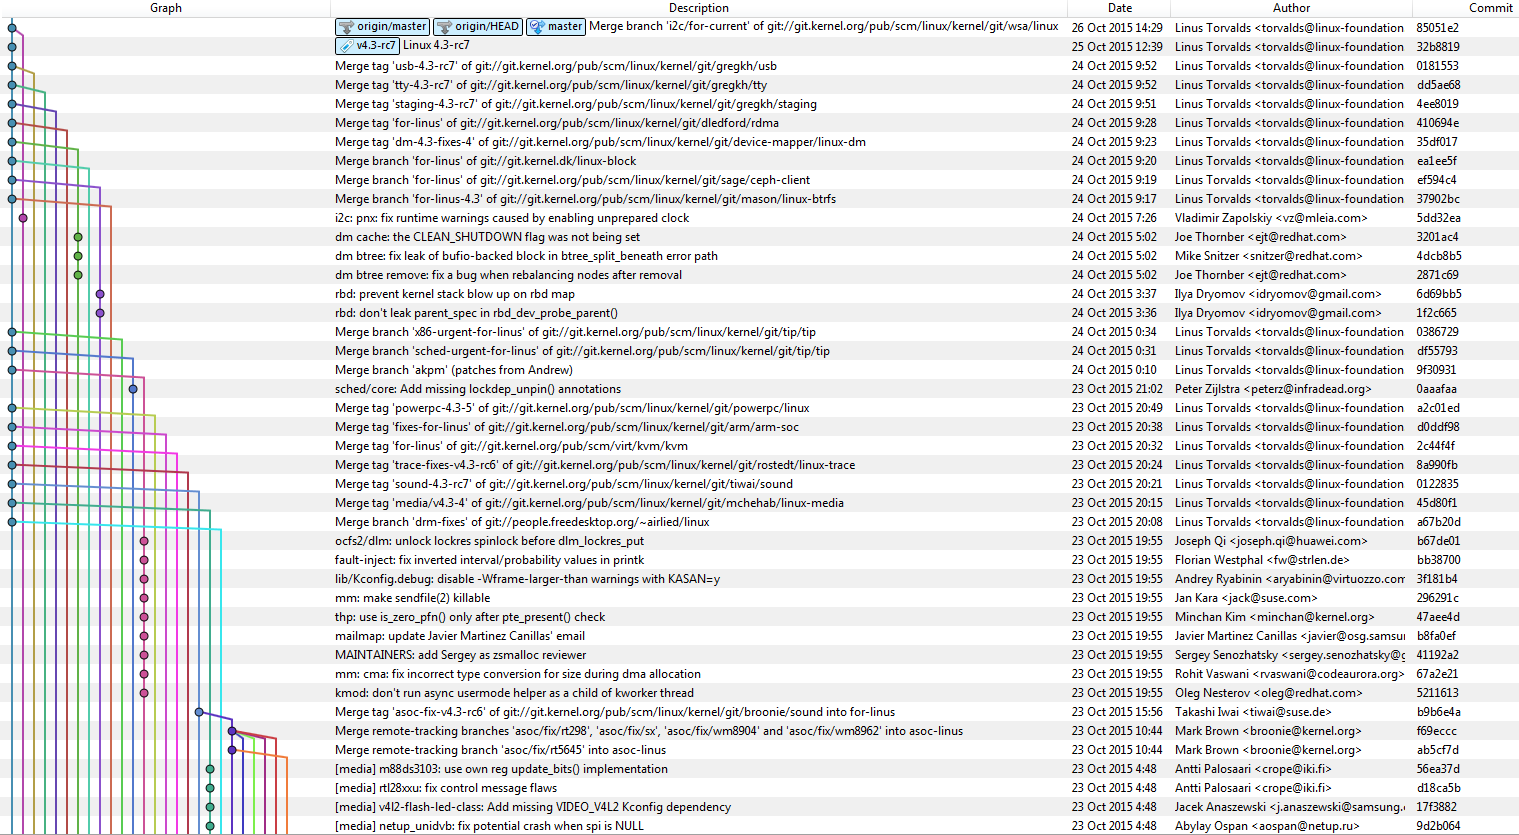 Graph Description Date Author Commit
origin/master origin/HEAD master Merge branch 'i2c/for-current' of git://git.kernel.org/pub/scm/linux/kernel/git/wsa/linux 26 Oct 2015 14:29 Linus Torvalds <torvalds@linux-foundation 85051e2
v4.3-rc7 Linux 4.3-rc7 25 Oct 2015 12:39 Linus Torvalds <torvalds@linux-foundation 32b8819
Merge tag 'usb-4.3-rc7' of git://git.kernel.org/pub/scm/linux/kernel/git/gregkh/usb 24 Oct 2015 9:52 Linus Torvalds <torvalds@linux-foundation 0181553
Merge tag 'tty-4.3-rc7' of git://git.kernel.org/pub/scm/linux/kernel/git/gregkh/tty 24 Oct 2015 9:52 Linus Torvalds <torvalds@linux-foundation dd5ae68
Merge tag 'staging-4.3-rc7' of git://git.kernel.org/pub/scm/linux/kernel/git/gregkh/staging 24 Oct 2015 9:51 Linus Torvalds <torvalds@linux-foundation 4ee8019
Merge tag 'for-linus' of git://git.kernel.org/pub/scm/linux/kernel/git/dledford/rdma 24 Oct 2015 9:28 Linus Torvalds <torvalds@linux-foundation 410694e
Merge tag 'dm-4.3-fixes-4' of git://git.kernel.org/pub/scm/linux/kernel/git/device-mapper/linux-dm 24 Oct 2015 9:23 Linus Torvalds <torvalds@linux-foundation 35df017
Merge branch 'for-linus' of git://git.kernel.dk/linux-block 24 Oct 2015 9:20 Linus Torvalds <torvalds@linux-foundation ea1ee5f
Merge branch 'for-linus' of git://git.kernel.org/pub/scm/linux/kernel/git/sage/ceph-client 24 Oct 2015 9:19 Linus Torvalds <torvalds@linux-foundation ef594c4
Merge branch 'for-linus-4.3' of git://git.kernel.org/pub/scm/linux/kernel/git/mason/linux-btrfs 24 Oct 2015 9:17 Linus Torvalds <torvalds@linux-foundation 37902bc
i2c: pnx: fix runtime warnings caused by enabling unprepared clock 24 Oct 2015 7:26 Vladimir Zapolskiy <vz@mleia.com> 5dd32ea
dm cache: the CLEAN_SHUTDOWN flag was not being set 24 Oct 2015 5:02 Joe Thornber <ejt@redhat.com> 3201ac4
dm btree: fix leak of bufio-backed block in btree_split_beneath error path 24 Oct 2015 5:02 Mike Snitzer <snitzer@redhat.com> 4dcb8b5
dm btree remove: fix a bug when rebalancing nodes after removal 24 Oct 2015 5:02 Joe Thornber <ejt@redhat.com> 2871c69
rbd: prevent kernel stack blow up on rbd map 24 Oct 2015 3:37 Ilya Dryomov <idryomov@gmail.com> 6d69bb5
rbd: don't leak parent_spec in rbd_dev_probe_parent() 24 Oct 2015 3:36 Ilya Dryomov <idryomov@gmail.com> 1f2c665
Merge branch 'x86-urgent-for-linus' of git://git.kernel.org/pub/scm/linux/kernel/git/tip/tip 24 Oct 2015 0:34 Linus Torvalds <torvalds@linux-foundation 0386729
Merge branch 'sched-urgent-for-linus' of git://git.kernel.org/pub/scm/linux/kernel/git/tip/tip 24 Oct 2015 0:31 Linus Torvalds <torvalds@linux-foundation df55793
Merge branch 'akpm' (patches from Andrew) 24 Oct 2015 0:10 Linus Torvalds <torvalds@linux-foundation 9f30931
sched/core: Add missing lockdep_unpin() annotations 23 Oct 2015 21:02 Peter Zijlstra <peterz@infradead.org> 0aaafaa
Merge tag 'powerpc-4.3-5' of git://git.kernel.org/pub/scm/linux/kernel/git/powerpc/linux 23 Oct 2015 20:49 Linus Torvalds <torvalds@linux-foundation a2c01ed
Merge tag 'fixes-for-linus' of git://git.kernel.org/pub/scm/linux/kernel/git/arm/arm-soc 23 Oct 2015 20:38 Linus Torvalds <torvalds@linux-foundation d0ddf98
Merge tag 'for-linus' of git://git.kernel.org/pub/scm/virt/kvm/kvm 23 Oct 2015 20:32 Linus Torvalds <torvalds@linux-foundation 2c44f4f
Merge tag 'trace-fixes-v4.3-rc6' of git://git.kernel.org/pub/scm/linux/kernel/git/rostedt/linux-trace 23 Oct 2015 20:24 Linus Torvalds <torvalds@linux-foundation 8a990fb
Merge tag 'sound-4.3-rc7' of git://git.kernel.org/pub/scm/linux/kernel/git/tiwai/sound 23 Oct 2015 20:21 Linus Torvalds <torvalds@linux-foundation 0122835
Merge tag 'media/v4.3-4' of git://git.kernel.org/pub/scm/linux/kernel/git/mchehab/linux-media 23 Oct 2015 20:15 Linus Torvalds <torvalds@linux-foundation 45d80f1
Merge branch 'drm-fixes' of git://people.freedesktop.org/~airlied/linux 23 Oct 2015 20:08 Linus Torvalds <torvalds@linux-foundation a67b20d
ocfs2/dlm: unlock lockres spinlock before dlm_lockres_put 23 Oct 2015 19:55 Joseph Qi <joseph.qi@huawei.com> b67de01
fault-inject: fix inverted interval/probability values in printk 23 Oct 2015 19:55 Florian Westphal <fw@strlen.de> bb38700
lib/Kconfig.debug: disable -Wframe-larger-than warnings with KASAN=y 23 Oct 2015 19:55 Andrey Ryabinin <aryabinin@virtuozzo.com 3f181b4
mm: make sendfile(2) killable 23 Oct 2015 19:55 Jan Kara <jack@suse.com> 296291c
thp: use is_zero_pfn() only after pte_present() check 23 Oct 2015 19:55 Minchan Kim <minchan@kernel.org> 47aee4d
mailmap: update Javier Martinez Canillas' email 23 Oct 2015 19:55 Javier Martinez Canillas <javier@osg.samsu b8fa0ef
MAINTAINERS: add Sergey as zsmalloc reviewer 23 Oct 2015 19:55 Sergey Senozhatsky <sergey.senozhatsky@g 41192a2
mm: cma: fix incorrect type conversion for size during dma allocation 23 Oct 2015 19:55 Rohit Vaswani <rvaswani@codeaurora.org> 67a2e21
kmod: don't run async usermode helper as a child of kworker thread 23 Oct 2015 19:55 Oleg Nesterov <oleg@redhat.com> 5211613
Merge tag 'asoc-fix-v4.3-rc6' of git://git.kernel.org/pub/scm/linux/kernel/git/broonie/sound into for-linus 23 Oct 2015 15:56 Takashi Iwai <tiwai@suse.de> b9b6e4a
Merge remote-tracking branches 'asoc/fix/rt298', 'asoc/fix/sx', 'asoc/fix/wm8904' and 'asoc/fix/wm8962' into asoc-linus 23 Oct 2015 10:44 Mark Brown <broonie@kernel.org> f69eccc
Merge remote-tracking branch 'asoc/fix/rt5645' into asoc-linus 23 Oct 2015 10:44 Mark Brown <broonie@kernel.org> ab5cf7d
[media] m88ds3103: use own reg update_bits() implementation 23 Oct 2015 4:48 Antti Palosaari <crope@iki.fi> 56ea37d
[media] rtl28xxu: fix control message flaws 23 Oct 2015 4:48 Antti Palosaari <crope@iki.fi> d18ca5b
[media] v4l2-flash-led-class: Add missing VIDEO_V4L2 Kconfig dependency 23 Oct 2015 4:48 Jacek Anaszewski <j.anaszewski@samsung. 17f3882
[media] netup_unidvb: fix potential crash when spi is NULL 23 Oct 2015 4:48 Abylay Ospan <aospan@netup.ru> 9d2b064